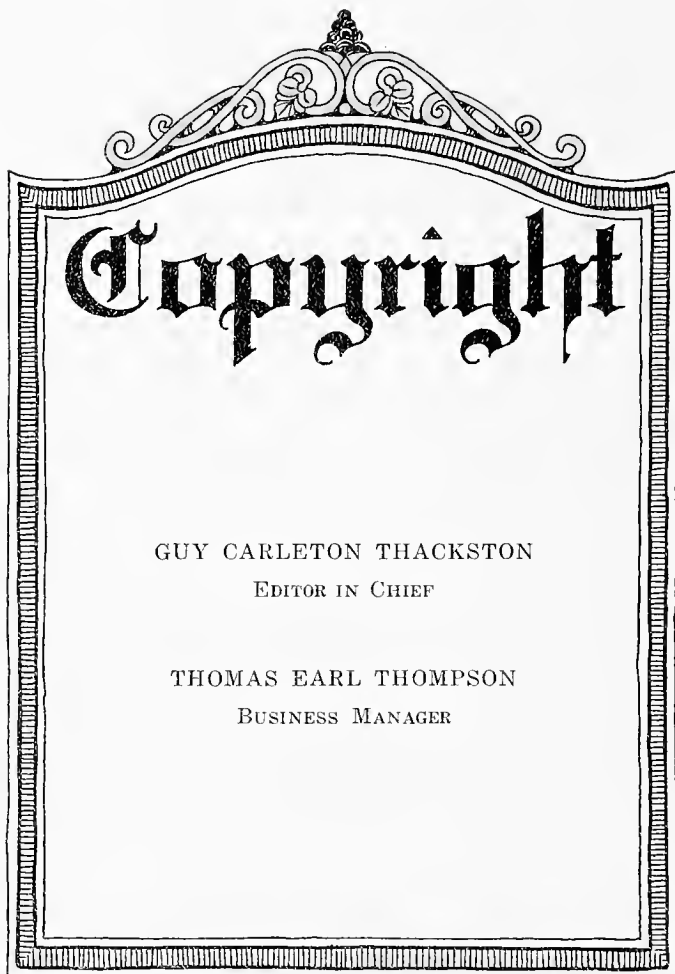 Copyright
GUY CARLETON THACKSTON
EDITOR IN CHIEF
THOMAS EARL THOMPSON
BUSINESS MANAGER